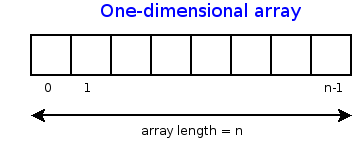 One-dimensional array
0 1 n-1
array length = n